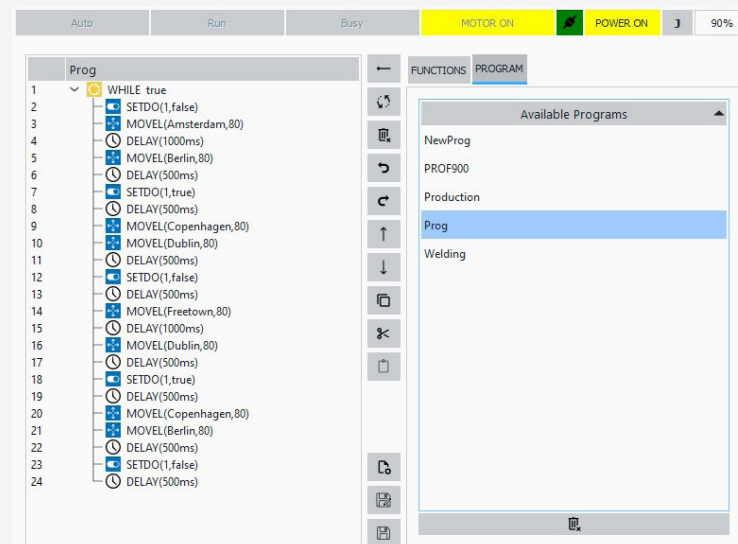 Auto Run Busy MOTOR ON POWER ON J 90%
FUNCTIONS PROGRAM
Prog
1 WHILE true
2 SETDO(1,false)
3 MOVEL(Amsterdam,80)
4 DELAY(1000ms)
5 MOVEL(Berlin,80)
6 DELAY(500ms)
7 SETDO(1,true)
8 DELAY(500ms)
9 MOVEL(Copenhagen,80)
10 MOVEL(Dublin,80)
11 DELAY(500ms)
12 SETDO(1,false)
13 DELAY(500ms)
14 MOVEL(Freetown,80)
15 DELAY(1000ms)
16 MOVEL(Dublin,80)
17 DELAY(500ms)
18 SETDO(1,true)
19 DELAY(500ms)
20 MOVEL(Copenhagen,80)
21 MOVEL(Berlin,80)
22 DELAY(500ms)
23 SETDO(1,false)
24 DELAY(500ms)
Available Programs
NewProg
PROF900
Production
Prog
Welding